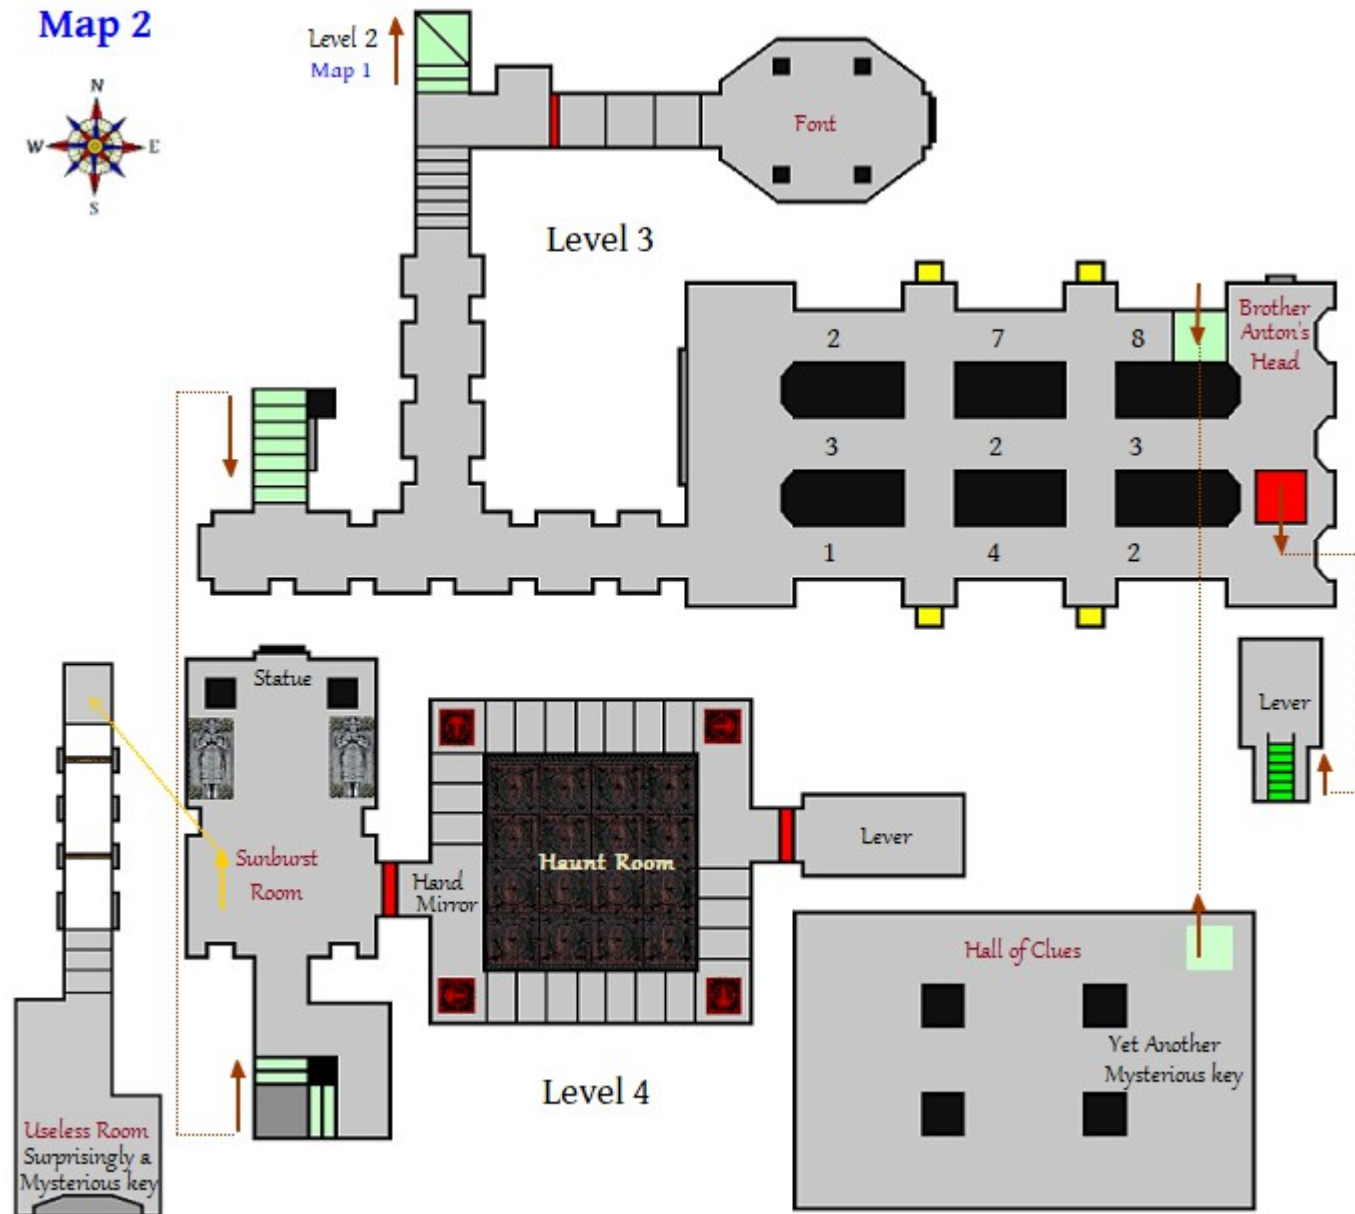 Map 2
N
W E
S
Level 2
Map 1
Font
Level 3
Brother
Anton's
Head
2 7 8
3 2 3
1 4 2
Statue
Lever
Sunburst
Room
Hand
Mirror
Haunt Room
Lever
Hall of Clues
Yet Another
Mysterious key
Level 4
Useless Room
Surprisingly a
Mysterious key